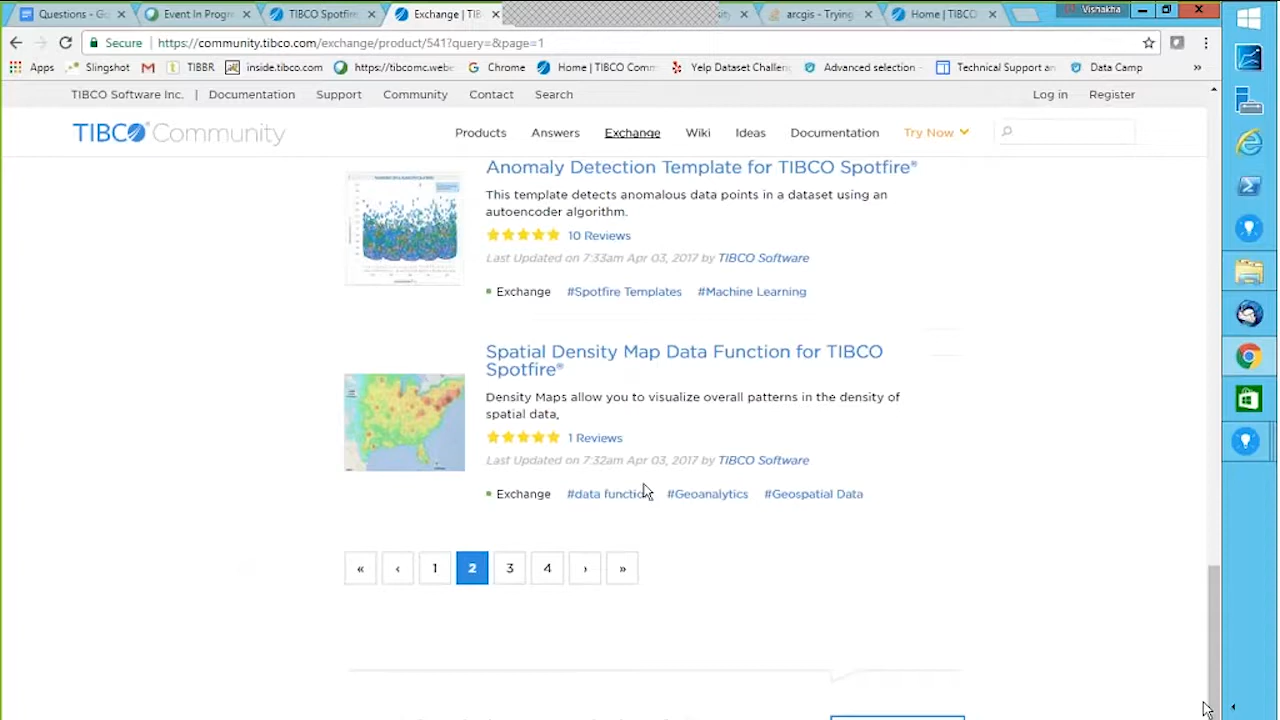 Questions - Go
Event In Progr
TIBCO Spotfire
Exchange | TIB
arcgis - Trying
Home | TIBCO
Vishakha
Secure
https://community.tibco.com/exchange/product/541?query=&page=1
Apps
Slingshot
TIBBR
inside.tibco.com
https://tibcomc.webe
Chrome
Home | TIBCO Comm
Yelp Dataset Challen
Advanced selection -
Technical Support an
Data Camp
»
TIBCO Software Inc. | Documentation Support Community Contact Search Log in Register
TIBCO Community
Products Answers Exchange Wiki Ideas Documentation Try Now
Anomaly Detection Template for TIBCO Spotfire®
This template detects anomalous data points in a dataset using an
autoencoder algorithm.
10 Reviews
Last Updated on 7:33am Apr 03, 2017 by TIBCO Software
Exchange #Spotfire Templates #Machine Learning
Spatial Density Map Data Function for TIBCO
Spotfire®
Density Maps allow you to visualize overall patterns in the density of
spatial data,
1 Reviews
Last Updated on 7:32am Apr 03, 2017 by TIBCO Software
Exchange #data functio #Geoanalytics #Geospatial Data
« ‹ 1 2 3 4 › »